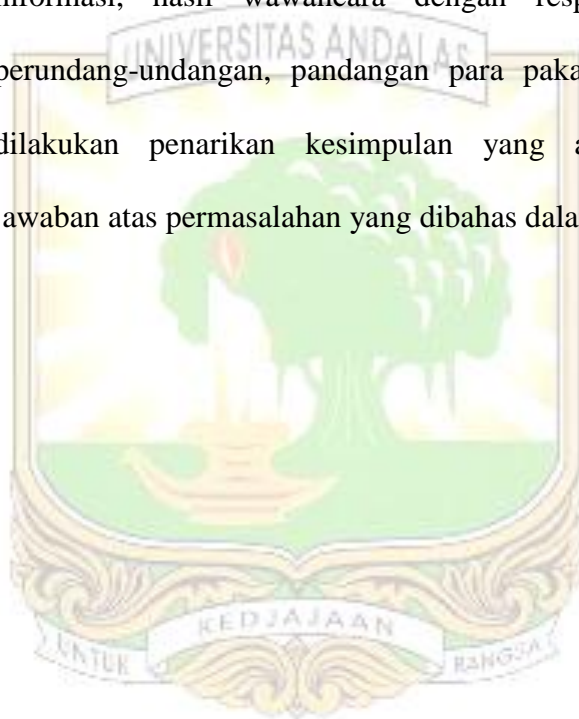 informasi, hasil wawancara dengan resp
UNIVERSITAS ANDALAS
perundang-undangan, pandangan para paka
dilakukan penarikan kesimpulan yang a
awaban atas permasalahan yang dibahas dala
UNTUK KEDJAJAAN BANGSA